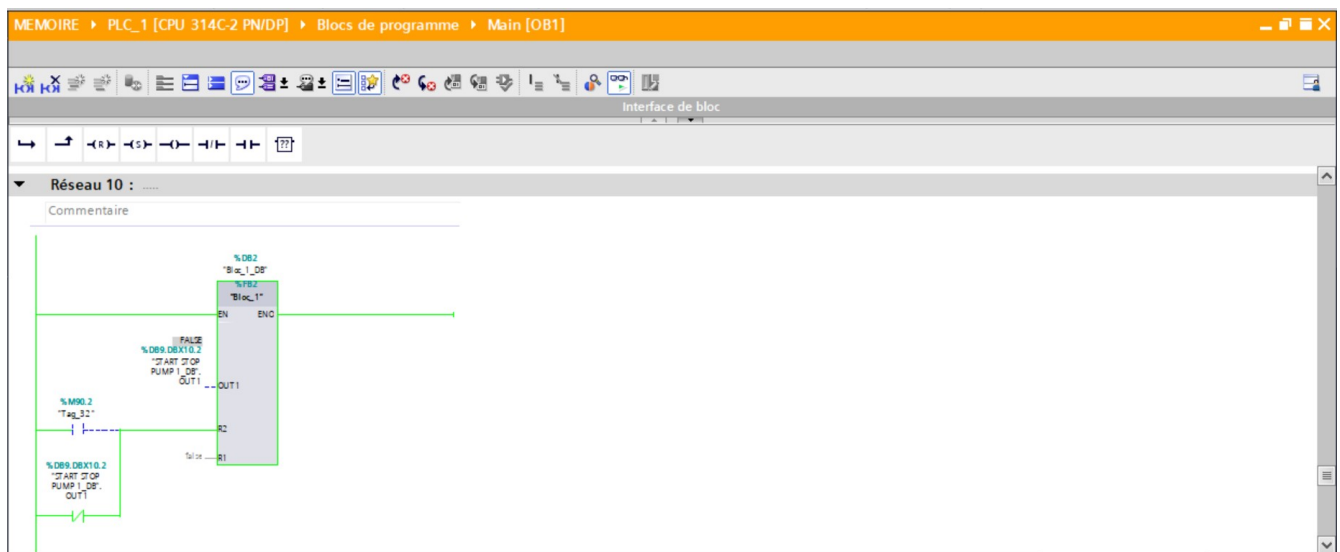 MEMOIRE ▸ PLC_1 [CPU 314C-2 PN/DP] ▸ Blocs de programme ▸ Main [OB1]
Interface de bloc
Réseau 10 : .....
Commentaire
%DB2
"Bloc_1_DB"
%FB2
"Bloc_1"
EN ENO
FALSE
%DB9.DBX10.2
"START STOP
PUMP 1_DB".
OUT1
OUT1
%M90.2
"Tag_32"
R2
false
R1
%DB9.DBX10.2
"START STOP
PUMP 1_DB".
OUT1